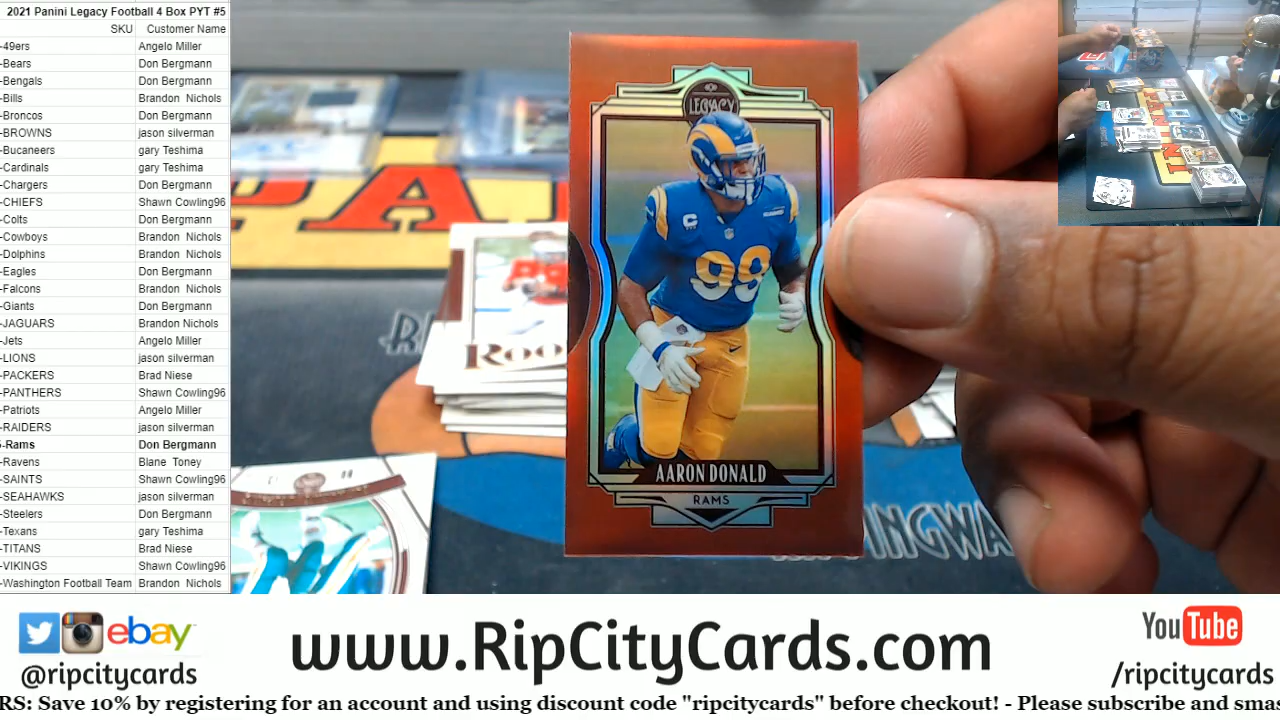 2021 Panini Legacy Football 4 Box PYT #5
SKU Customer Name
-49ers Angelo Miller
-Bears Don Bergmann
-Bengals Don Bergmann
-Bills Brandon Nichols
-Broncos Don Bergmann
-BROWNS jason silverman
-Bucaneers gary Teshima
-Cardinals gary Teshima
-Chargers Don Bergmann
-CHIEFS Shawn Cowling96
-Colts Don Bergmann
-Cowboys Brandon Nichols
-Dolphins Brandon Nichols
-Eagles Don Bergmann
-Falcons Brandon Nichols
-Giants Don Bergmann
-JAGUARS Brandon Nichols
-Jets Angelo Miller
-LIONS jason silverman
-PACKERS Brad Niese
-PANTHERS Shawn Cowling96
-Patriots Angelo Miller
-RAIDERS jason silverman
-Rams Don Bergmann
-Ravens Blane Toney
-SAINTS Shawn Cowling96
-SEAHAWKS jason silverman
-Steelers Don Bergmann
-Texans gary Teshima
-TITANS Brad Niese
-VIKINGS Shawn Cowling96
-Washington Football Team Brandon Nichols
LEGACY
C
99
AARON DONALD
RAMS
ROO
PANINI
ebay
@ripcitycards
www.RipCityCards.com
YouTube
/ripcitycards
RS: Save 10% by registering for an account and using discount code "ripcitycards" before checkout! - Please subscribe and smas